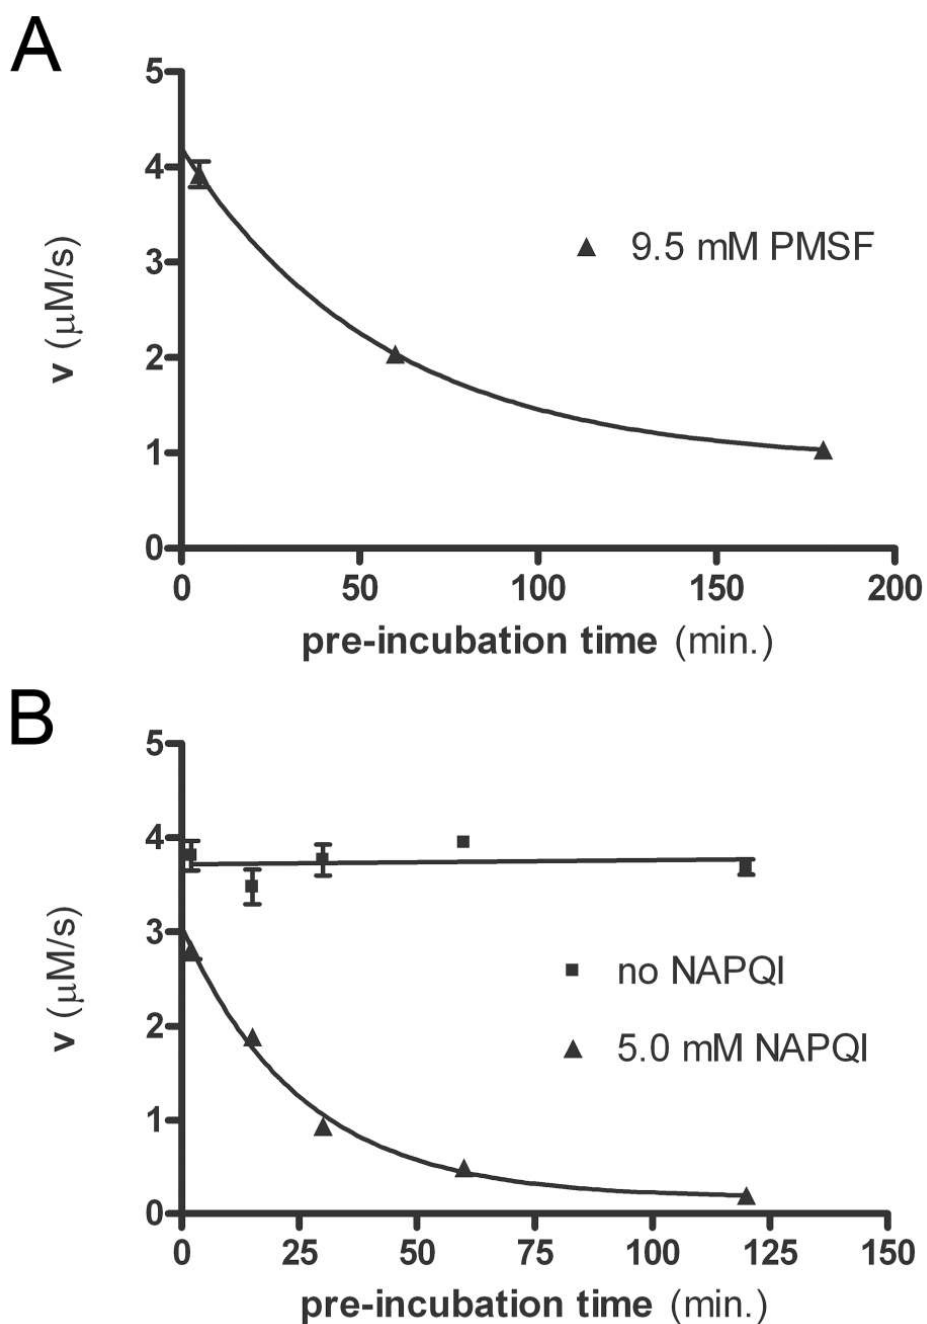 A
5
4
3
2
1
0
v (μM/s)
▲ 9.5 mM PMSF
0 50 100 150 200
pre-incubation time (min.)
B
5
4
3
2
1
0
v (μM/s)
■ no NAPQI
▲ 5.0 mM NAPQI
0 25 50 75 100 125 150
pre-incubation time (min.)